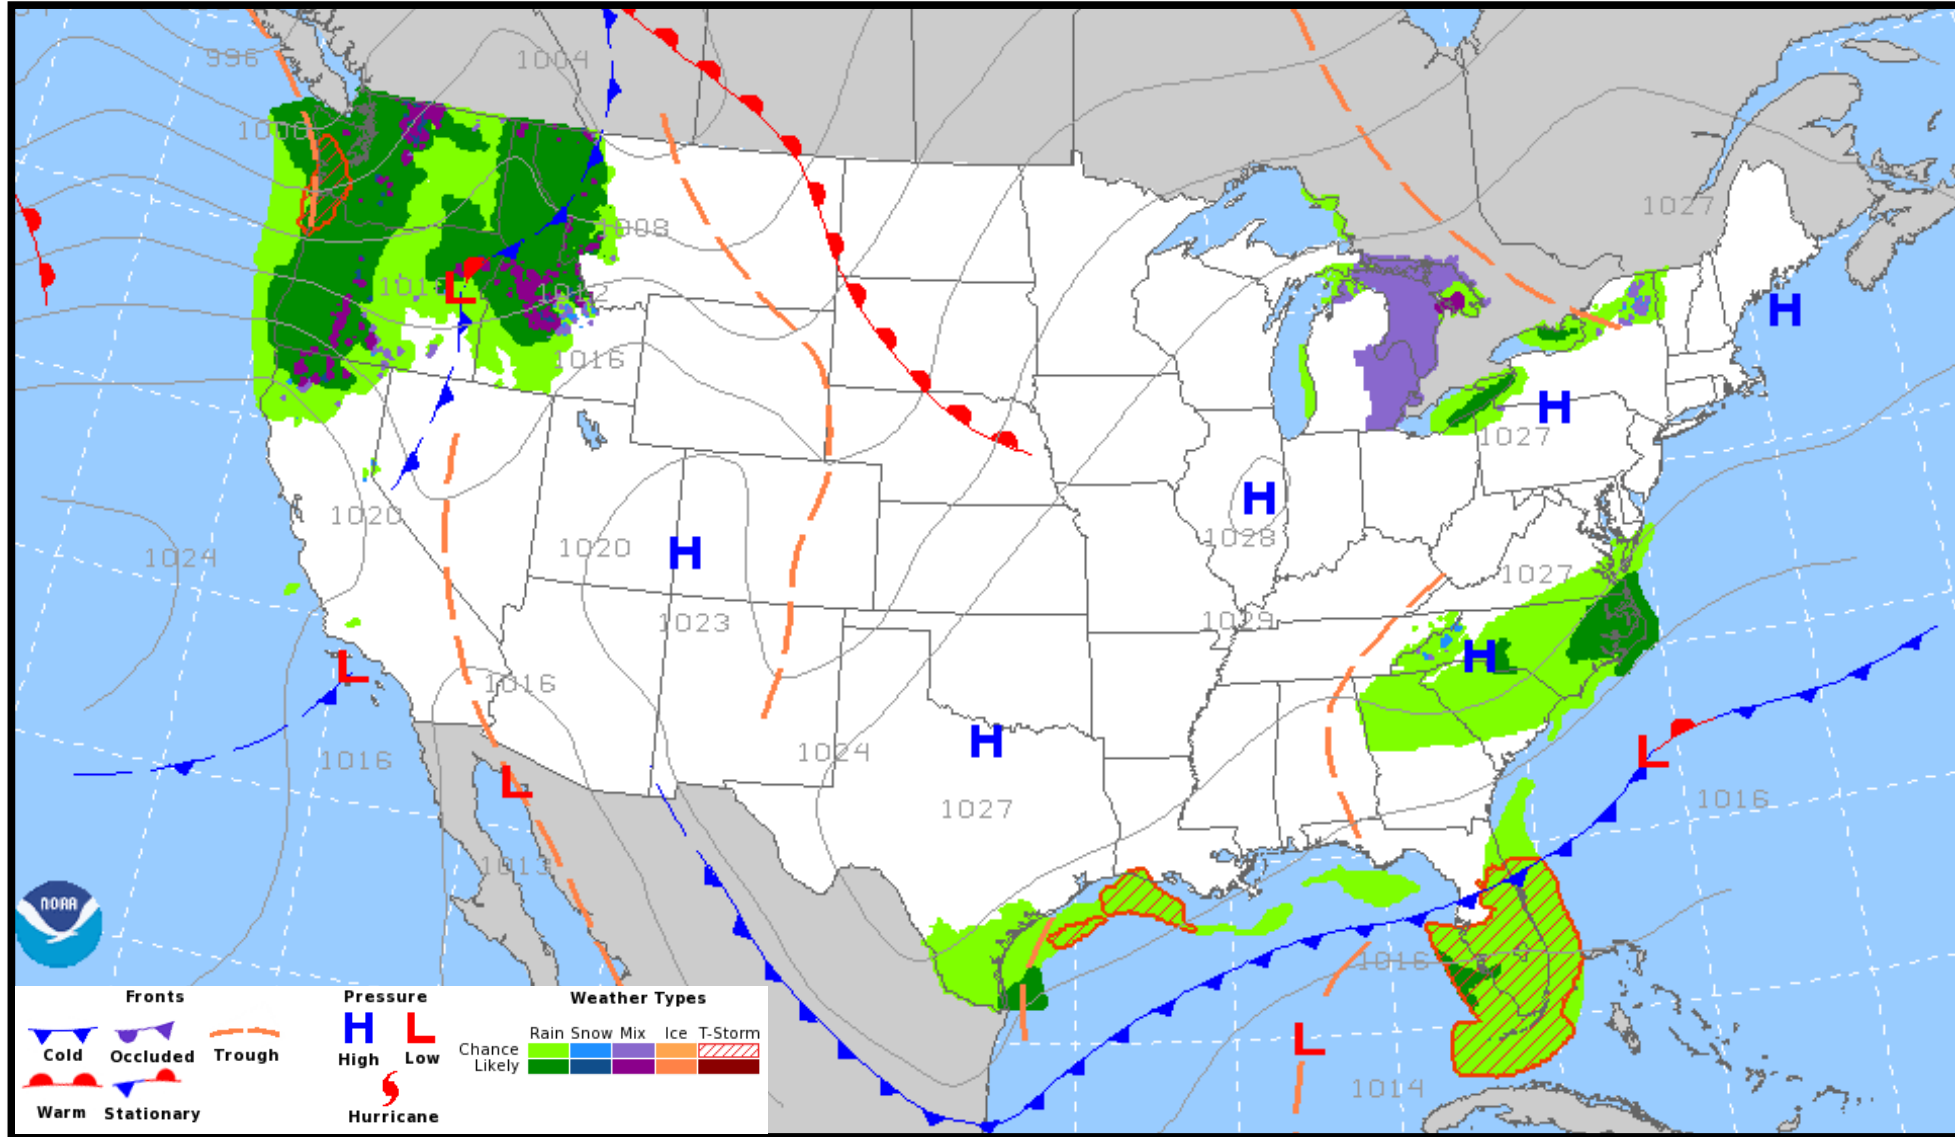 996
1004
1000
1027
1008
1012
1016
1027
1020
1024
1020
1028
1027
1023
1029
1016
1016
1024
1027
1016
1013
1016
1014
NOAA
H
H
H
H
H
H
L
L
L
L
L
Fronts
Pressure
Weather Types
H L
Rain Snow Mix Ice T-Storm
Cold Occluded Trough
High Low
Chance
Likely
Warm Stationary
Hurricane